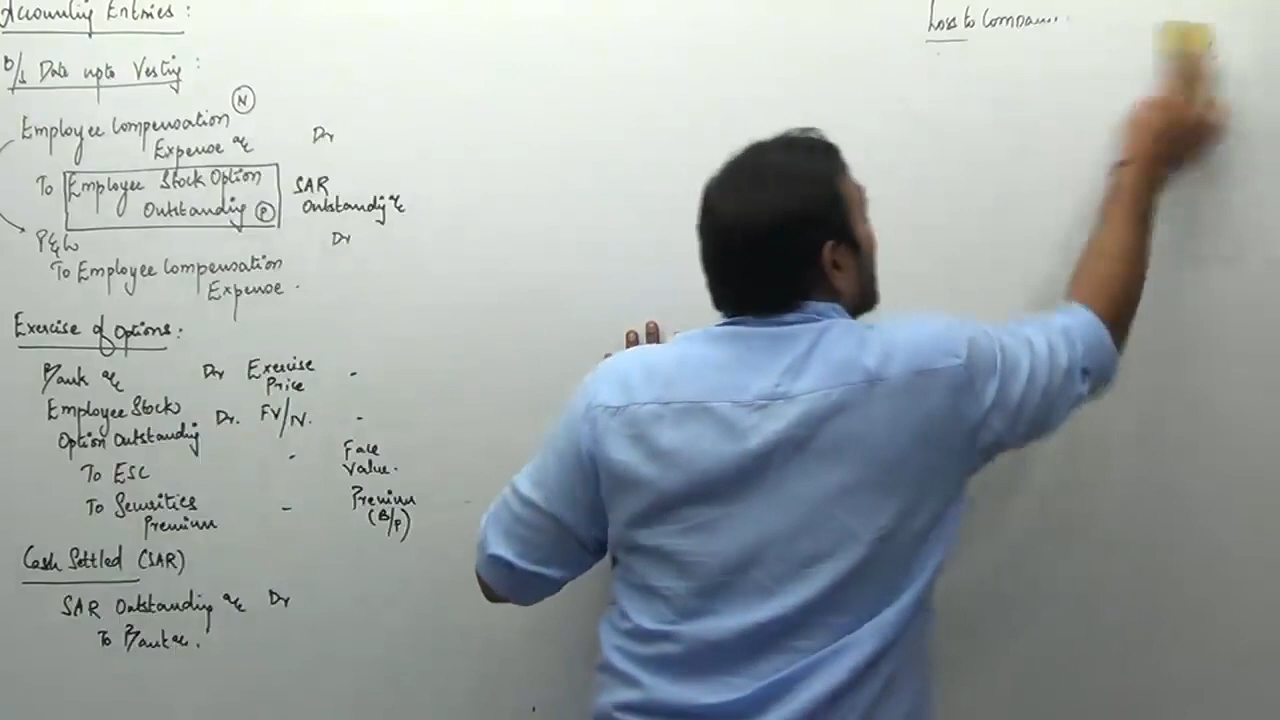 Accounting Entries:
B/S Date upto Vesting:
Employee Compensation (N)
Expense a/c Dr
To Employee Stock Option SAR
Outstanding (P) Outstanding a/c
P&L Dr
To Employee Compensation
Expense.
Exercise of Options:
Bank a/c Dr Exercise Price -
Employee Stock
Option Outstanding Dr. FV/IV. -
To ESC - Face Value.
To Securities
Premium - Premium (B/P)
Cash Settled (SAR)
SAR Outstanding a/c Dr
To Bank a/c.
Loss to